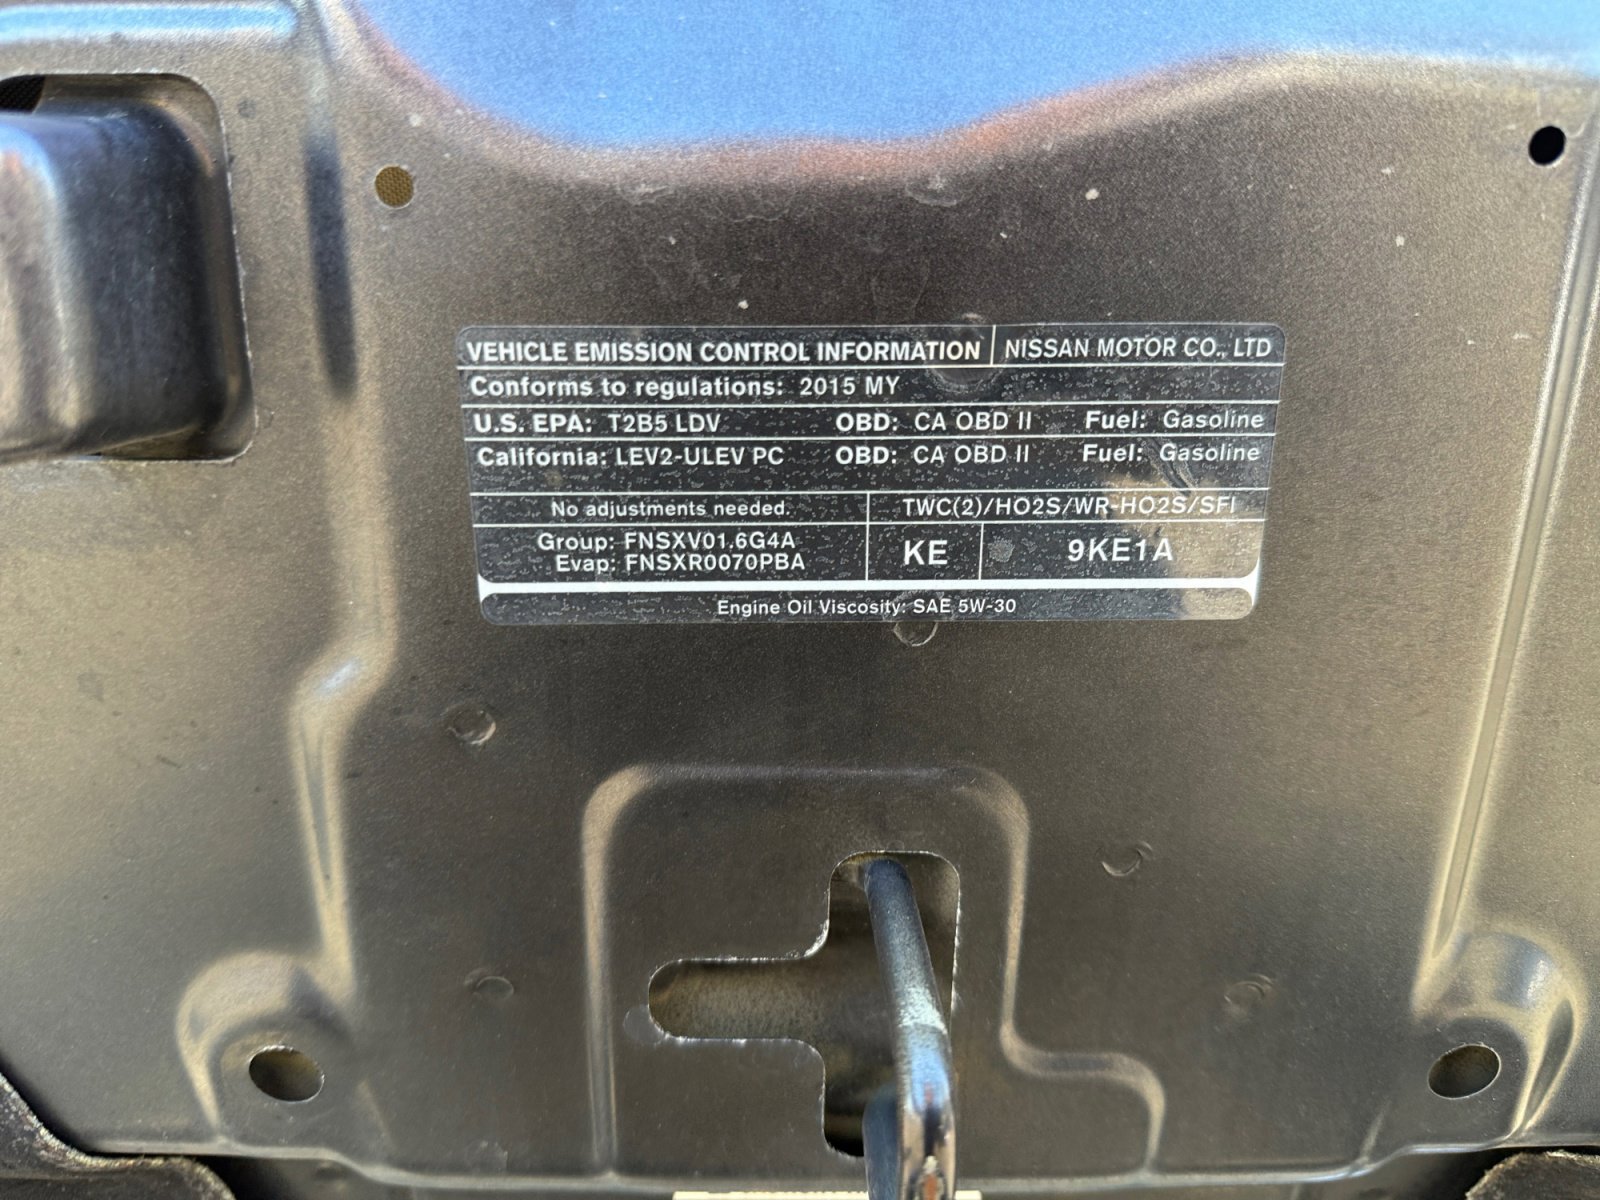 VEHICLE EMISSION CONTROL INFORMATION NISSAN MOTOR CO., LTD
Conforms to regulations: 2015 MY
U.S. EPA: T2B5 LDV OBD: CA OBD II Fuel: Gasoline
California: LEV2-ULEV PC OBD: CA OBD II Fuel: Gasoline
No adjustments needed. TWC(2)/HO2S/WR-HO2S/SFI
Group: FNSXV01.6G4A
Evap: FNSXR0070PBA
KE 9KE1A
Engine Oil Viscosity: SAE 5W-30